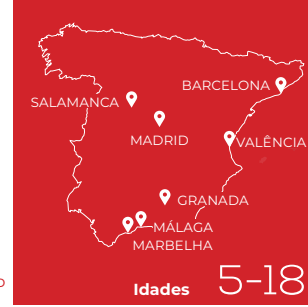 BARCELONA
SALAMANCA
MADRID
VALÊNCIA
GRANADA
MÁLAGA
MARBELHA
Idades 5-18